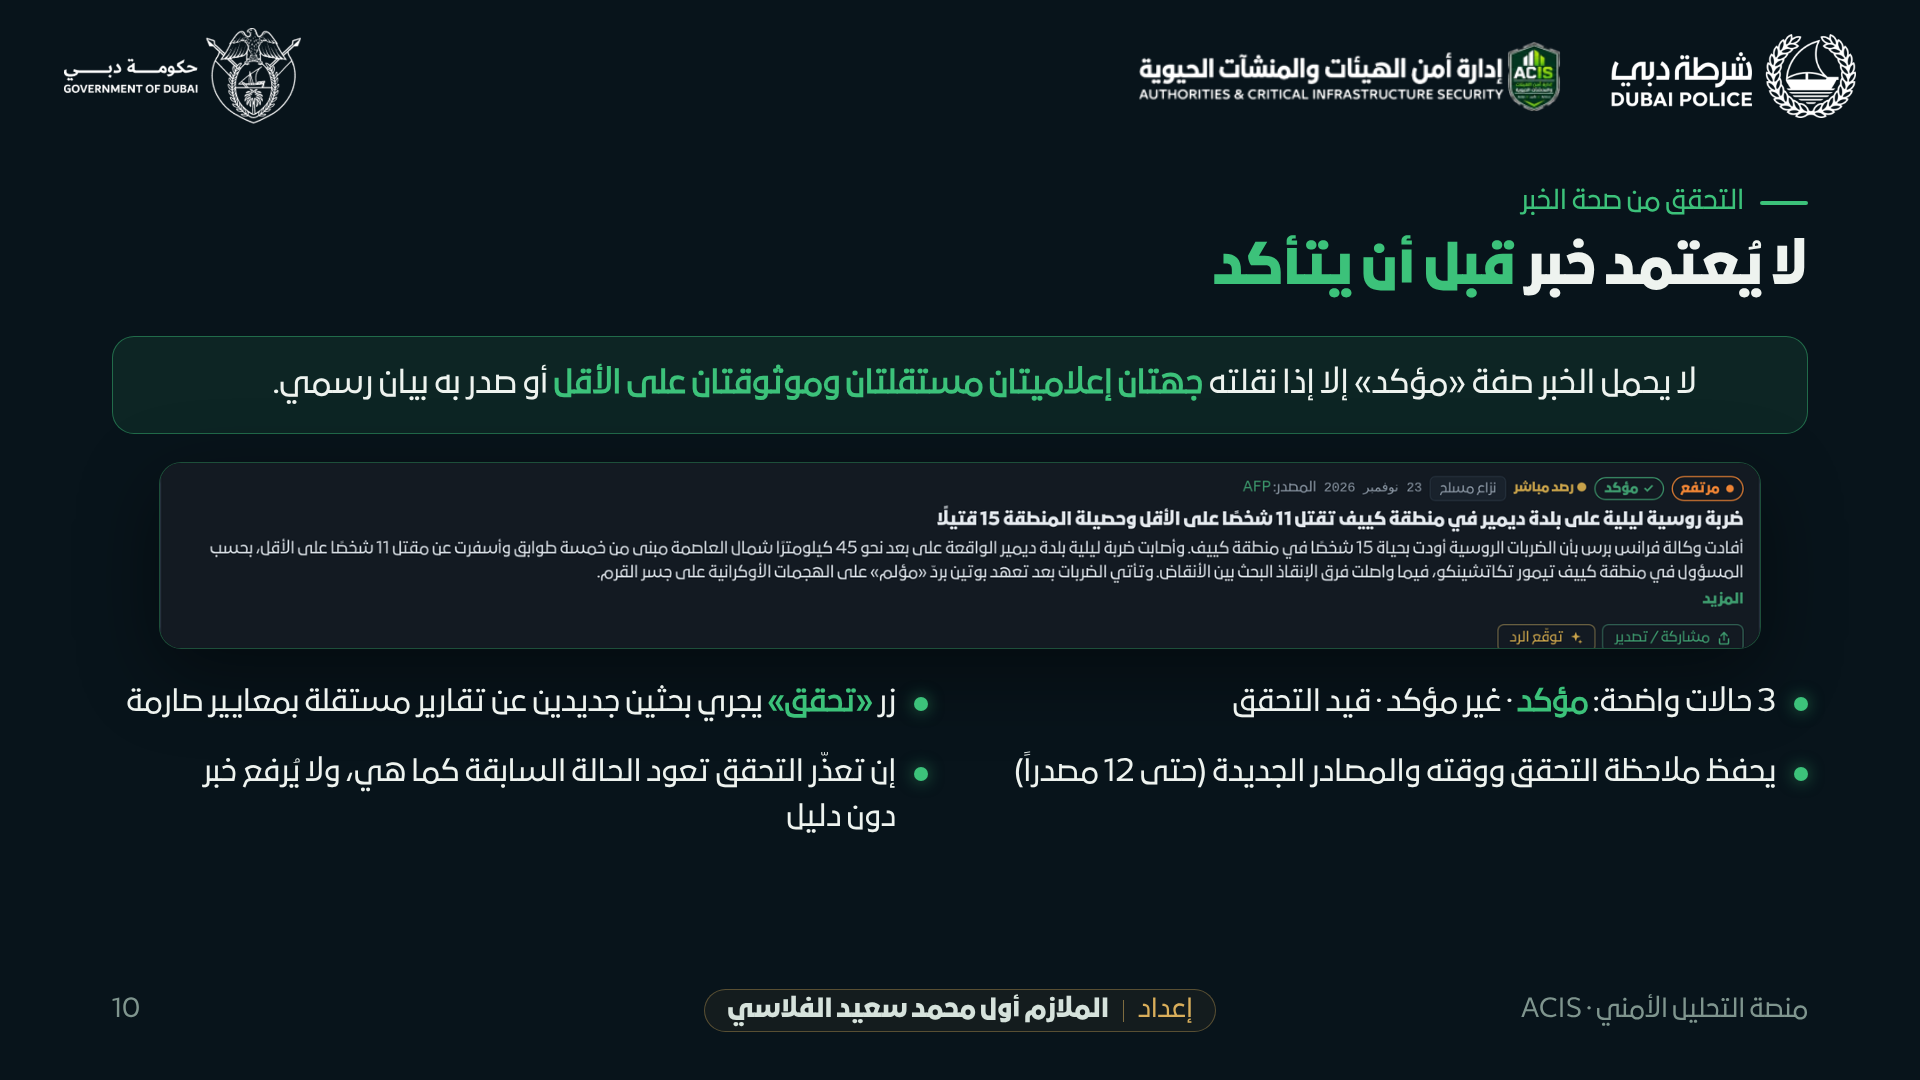 شرطة دبي
DUBAI POLICE
إدارة أمن الهيئات والمنشآت الحيوية
AUTHORITIES & CRITICAL INFRASTRUCTURE SECURITY
ACIS
حكومة دبي
GOVERNMENT OF DUBAI
التحقق من صحة الخبر
لا يُعتمد خبر قبل أن يتأكد
لا يحمل الخبر صفة «مؤكد» إلا إذا نقلته جهتان إعلاميتان مستقلتان وموثوقتان على الأقل أو صدر به بيان رسمي.
مرتفع مؤكد رصد مباشر نزاع مسلح 23 نوفمبر 2026 المصدر: AFP
ضربة روسية ليلية على بلدة ديمير في منطقة كييف تقتل 11 شخصًا على الأقل وحصيلة المنطقة 15 قتيلًا
أفادت وكالة فرانس برس بأن الضربات الروسية أودت بحياة 15 شخصًا في منطقة كييف. وأصابت ضربة ليلية بلدة ديمير الواقعة على بعد نحو 45 كيلومترًا شمال العاصمة مبنى من خمسة طوابق وأسفرت عن مقتل 11 شخصًا على الأقل، بحسب
المسؤول في منطقة كييف تيمور تكاتشينكو، فيما واصلت فرق الإنقاذ البحث بين الأنقاض. وتأتي الضربات بعد تعهد بوتين بردّ «مؤلم» على الهجمات الأوكرانية على جسر القرم.
المزيد
مشاركة / تصدير توقّع الرد
3 حالات واضحة: مؤكد · غير مؤكد · قيد التحقق
زر «تحقق» يجري بحثين جديدين عن تقارير مستقلة بمعايير صارمة
يحفظ ملاحظة التحقق ووقته والمصادر الجديدة (حتى 12 مصدراً)
إن تعذّر التحقق تعود الحالة السابقة كما هي، ولا يُرفع خبر
دون دليل
منصة التحليل الأمني · ACIS
إعداد | الملازم أول محمد سعيد الفلاسي
10